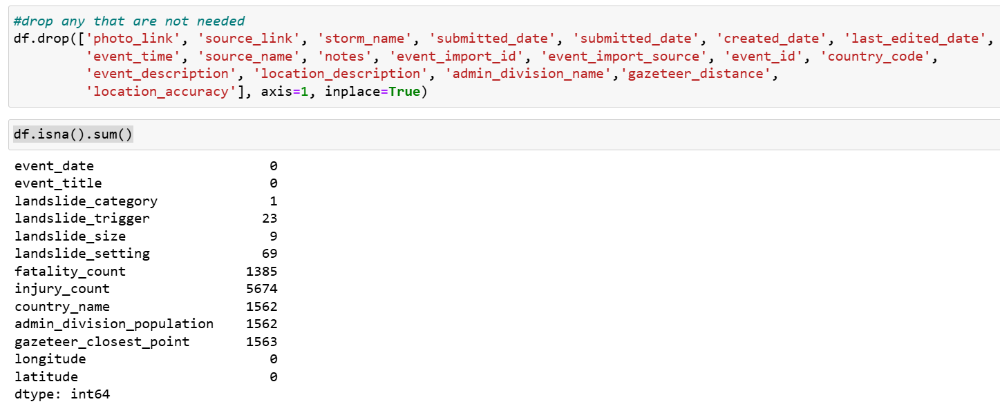 #drop any that are not needed
df.drop(['photo_link', 'source_link', 'storm_name', 'submitted_date', 'submitted_date', 'created_date', 'last_edited_date',
'event_time', 'source_name', 'notes', 'event_import_id', 'event_import_source', 'event_id', 'country_code',
'event_description', 'location_description', 'admin_division_name','gazeteer_distance',
'location_accuracy'], axis=1, inplace=True)
df.isna().sum()
event_date 0
event_title 0
landslide_category 1
landslide_trigger 23
landslide_size 9
landslide_setting 69
fatality_count 1385
injury_count 5674
country_name 1562
admin_division_population 1562
gazeteer_closest_point 1563
longitude 0
latitude 0
dtype: int64